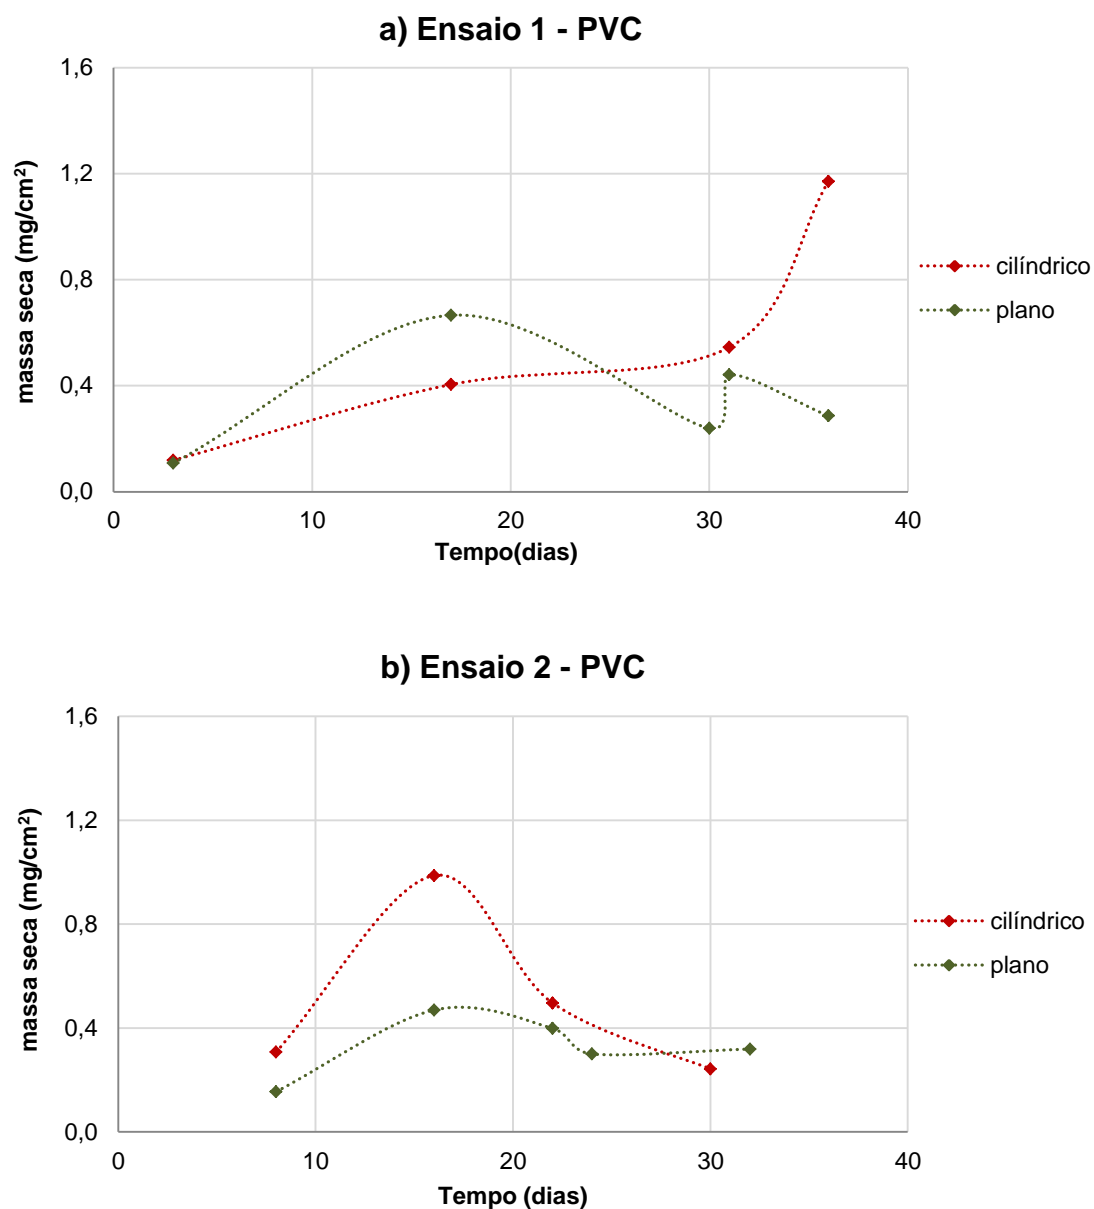 a) Ensaio 1 - PVC
massa seca (mg/cm²)
1,6
1,2
0,8
0,4
0,0
0 10 20 30 40
Tempo(dias)
cilíndrico
plano
b) Ensaio 2 - PVC
massa seca (mg/cm²)
1,6
1,2
0,8
0,4
0,0
0 10 20 30 40
Tempo (dias)
cilíndrico
plano